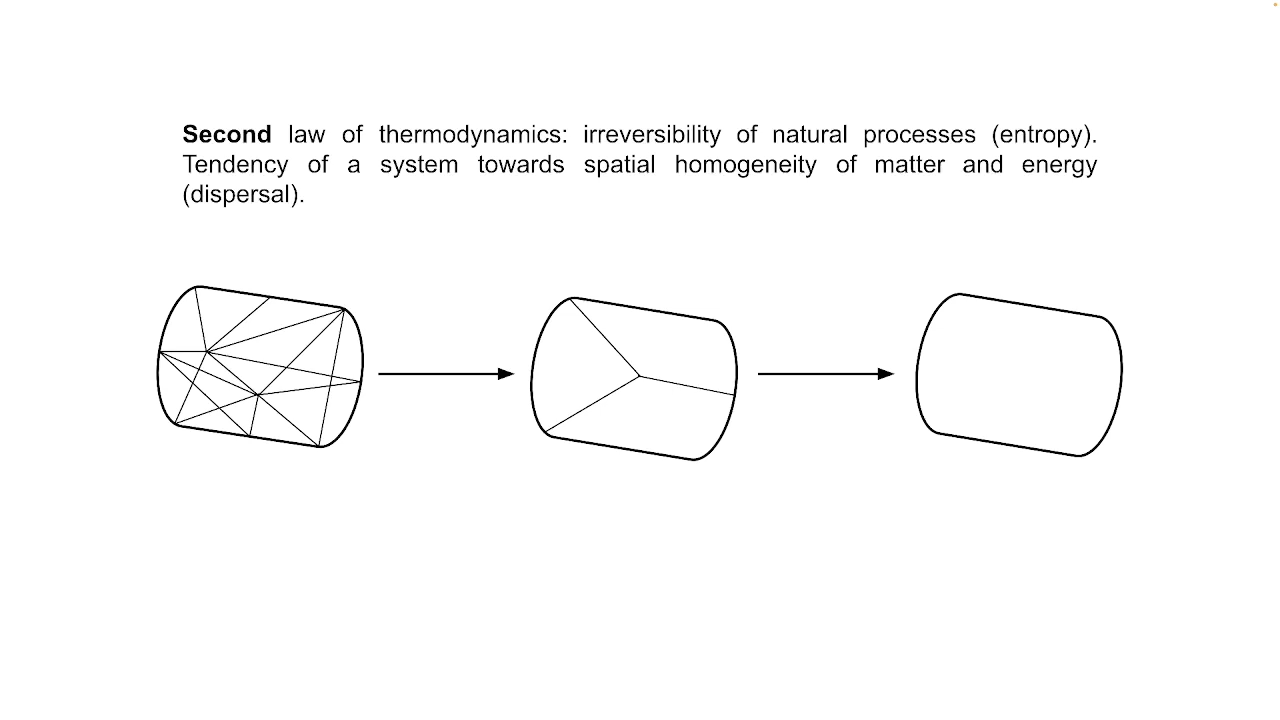 Second law of thermodynamics: irreversibility of natural processes (entropy).
Tendency of a system towards spatial homogeneity of matter and energy
(dispersal).